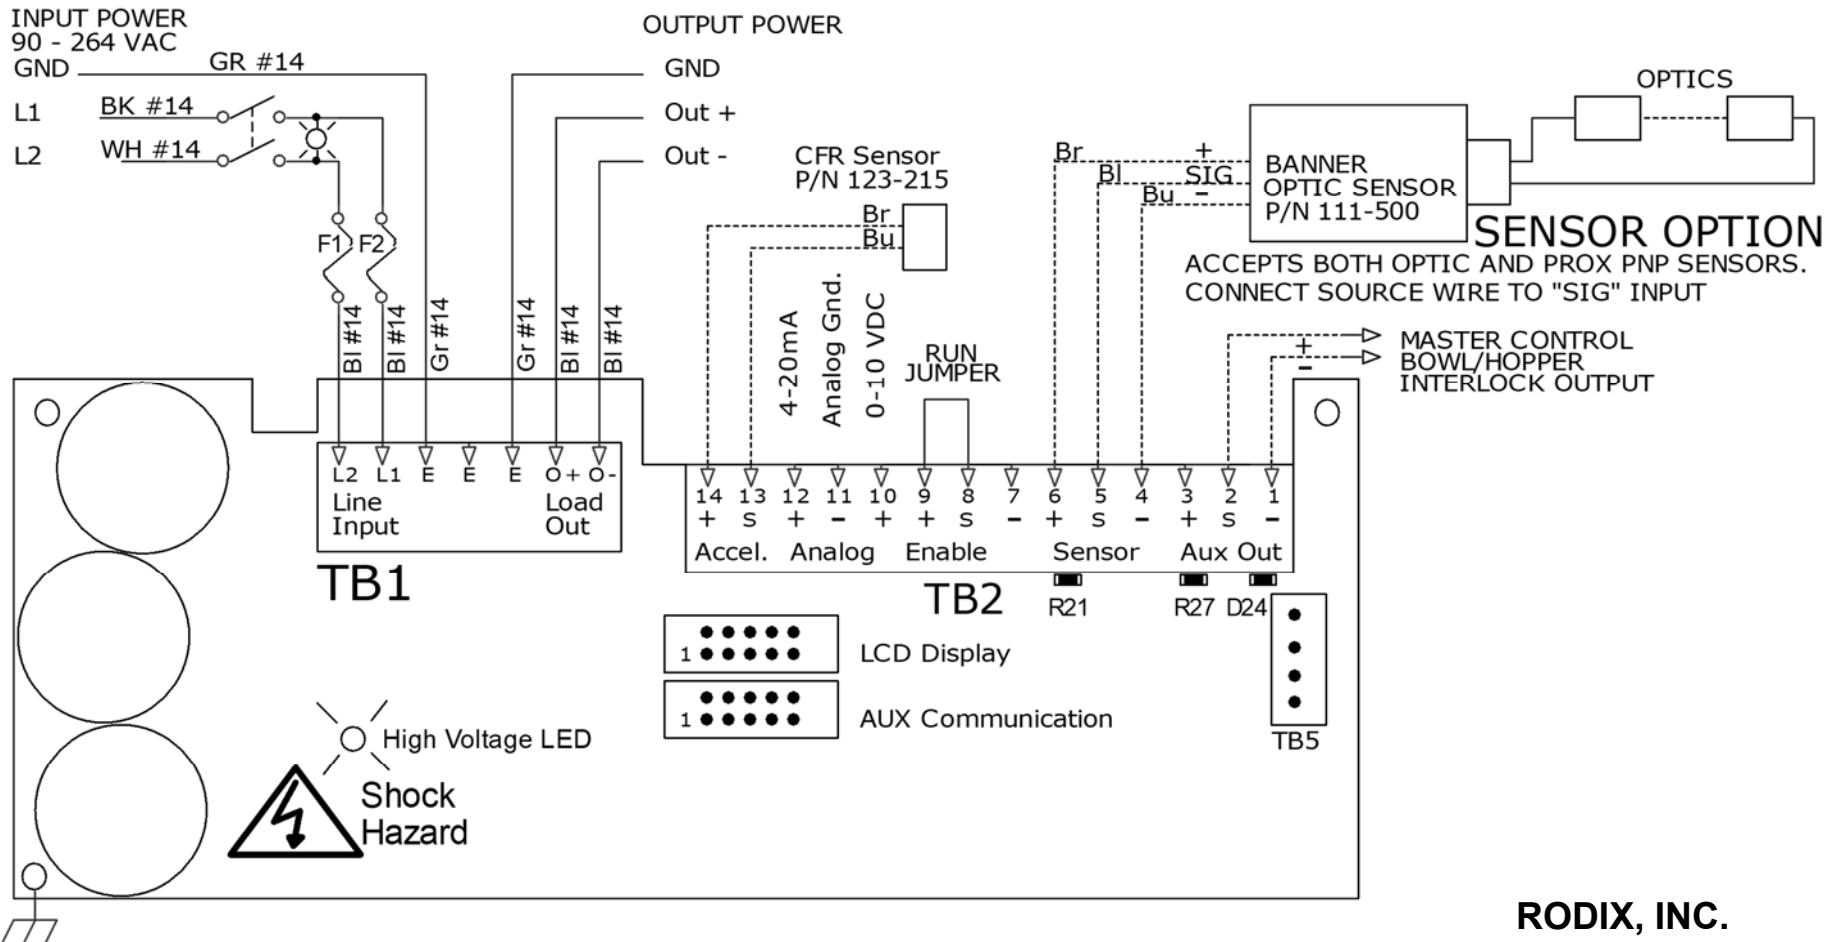 INPUT POWER
90 - 264 VAC
GND
GR #14
L1
BK #14
L2
WH #14
F1
F2
Bl #14
Bl #14
Gr #14
Gr #14
Bl #14
Bl #14
OUTPUT POWER
GND
Out +
Out -
CFR Sensor
P/N 123-215
Br
Bu
4-20mA
Analog Gnd.
0-10 VDC
RUN
JUMPER
Br
Bl
Bu
+
SIG
-
BANNER
OPTIC SENSOR
P/N 111-500
OPTICS
SENSOR OPTION
ACCEPTS BOTH OPTIC AND PROX PNP SENSORS.
CONNECT SOURCE WIRE TO "SIG" INPUT
+
-
MASTER CONTROL
BOWL/HOPPER
INTERLOCK OUTPUT
L2 L1 E E E O+ O-
Line Load
Input Out
TB1
14 13 12 11 10 9 8 7 6 5 4 3 2 1
+ S + - + + S - + S - + S -
Accel. Analog Enable Sensor Aux Out
TB2
R21
R27
D24
1
LCD Display
1
AUX Communication
TB5
High Voltage LED
Shock
Hazard
RODIX, INC.